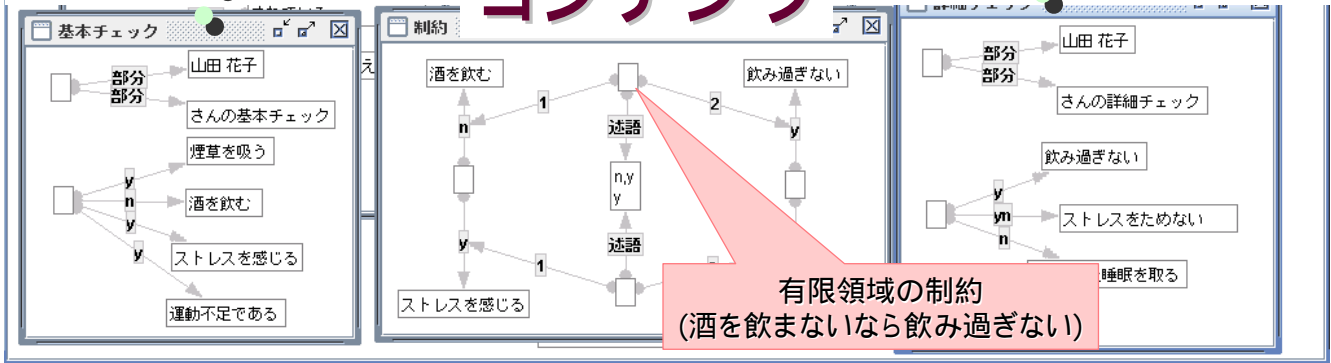 コンテンツ
基本チェック
部分
部分
山田 花子
さんの基本チェック
煙草を吸う
y
n
酒を飲む
y
ストレスを感じる
y
運動不足である
制約
酒を飲む
飲み過ぎない
1
2
n
述語
y
n,y
y
y
述語
1
ストレスを感じる
有限領域の制約
(酒を飲まないなら飲み過ぎない)
部分
部分
山田 花子
さんの詳細チェック
飲み過ぎない
y
yn
ストレスをためない
n
睡眠を取る